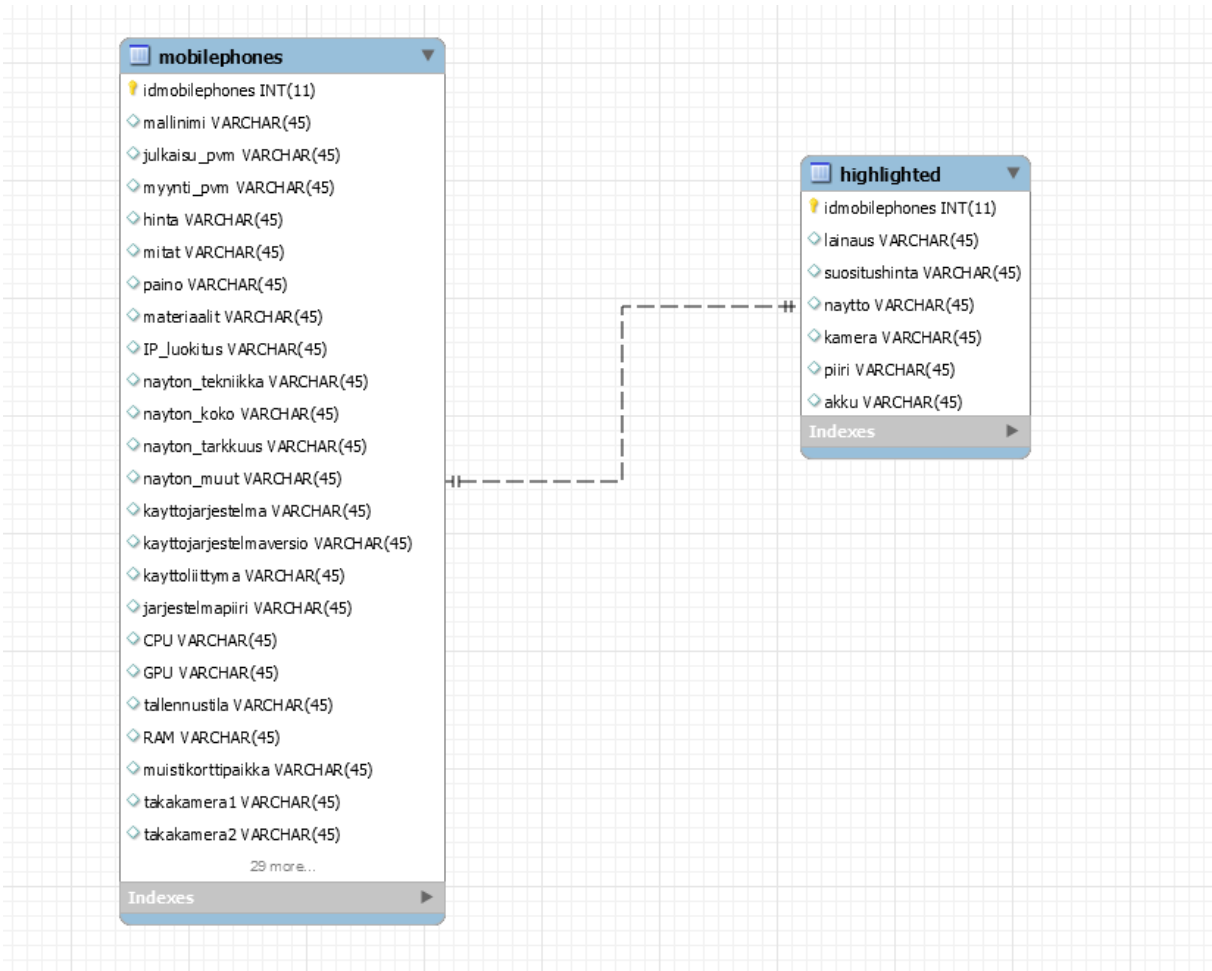 mobilephones
idmobilephones INT(11)
mallinimi VARCHAR(45)
julkaisu_pvm VARCHAR(45)
myynti_pvm VARCHAR(45)
hinta VARCHAR(45)
mitat VARCHAR(45)
paino VARCHAR(45)
materiaalit VARCHAR(45)
IP_luokitus VARCHAR(45)
nayton_tekniikka VARCHAR(45)
nayton_koko VARCHAR(45)
nayton_tarkkuus VARCHAR(45)
nayton_muut VARCHAR(45)
kayttojarjestelma VARCHAR(45)
kayttojarjestelmaversio VARCHAR(45)
kayttoliittyma VARCHAR(45)
jarjestelmapiiri VARCHAR(45)
CPU VARCHAR(45)
GPU VARCHAR(45)
tallennustila VARCHAR(45)
RAM VARCHAR(45)
muistikorttipaikka VARCHAR(45)
takakamera1 VARCHAR(45)
takakamera2 VARCHAR(45)
29 more...
Indexes
highlighted
idmobilephones INT(11)
lainaus VARCHAR(45)
suositushinta VARCHAR(45)
naytto VARCHAR(45)
kamera VARCHAR(45)
piiri VARCHAR(45)
akku VARCHAR(45)
Indexes